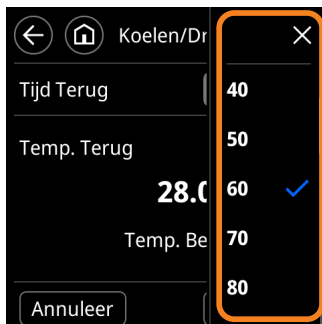 Koelen/Dr
Tijd Terug
40
Temp. Terug
50
28.0
60
Temp. Be
70
80
Annuleer